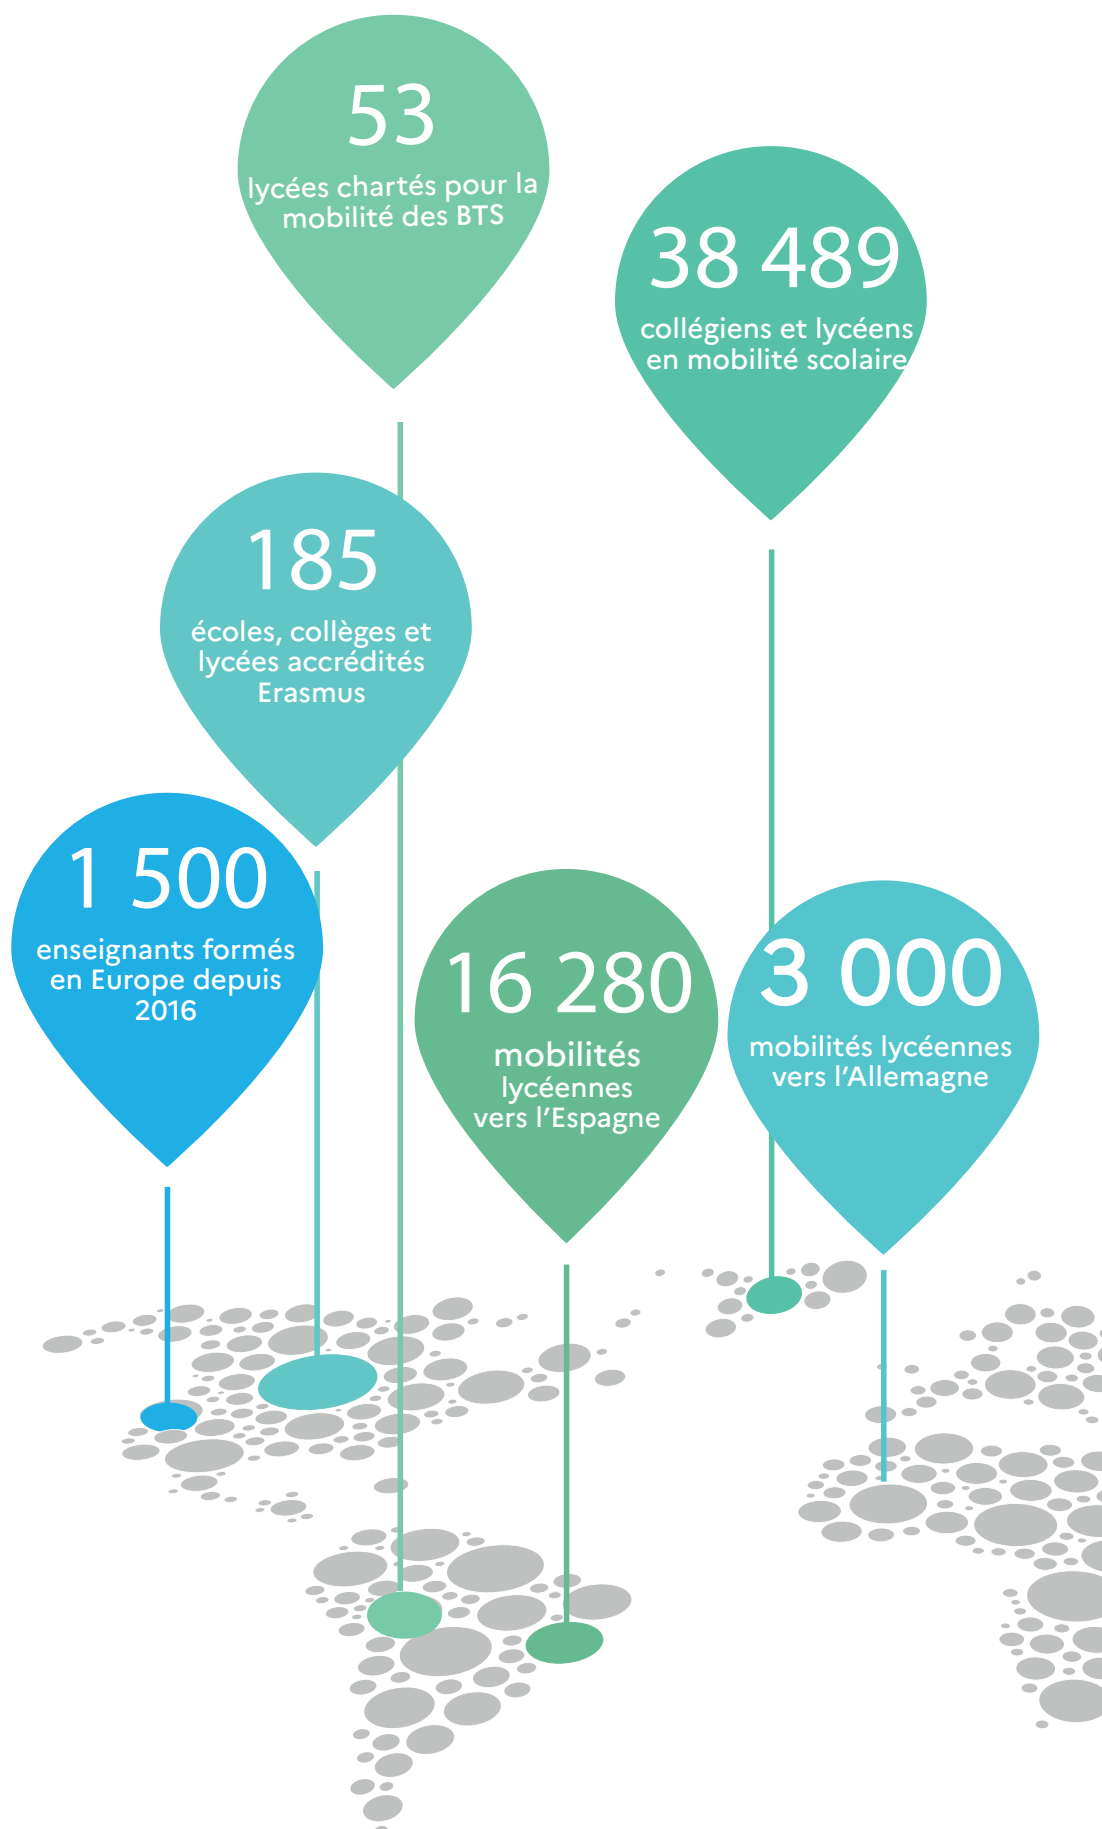 53
lycées chartés pour la
mobilité des BTS
38 489
collégiens et lycéens
en mobilité scolaire
185
écoles, collèges et
lycées accrédités
Erasmus
1 500
enseignants formés
en Europe depuis
2016
16 280
mobilités
lycéennes
vers l'Espagne
3 000
mobilités lycéennes
vers l'Allemagne